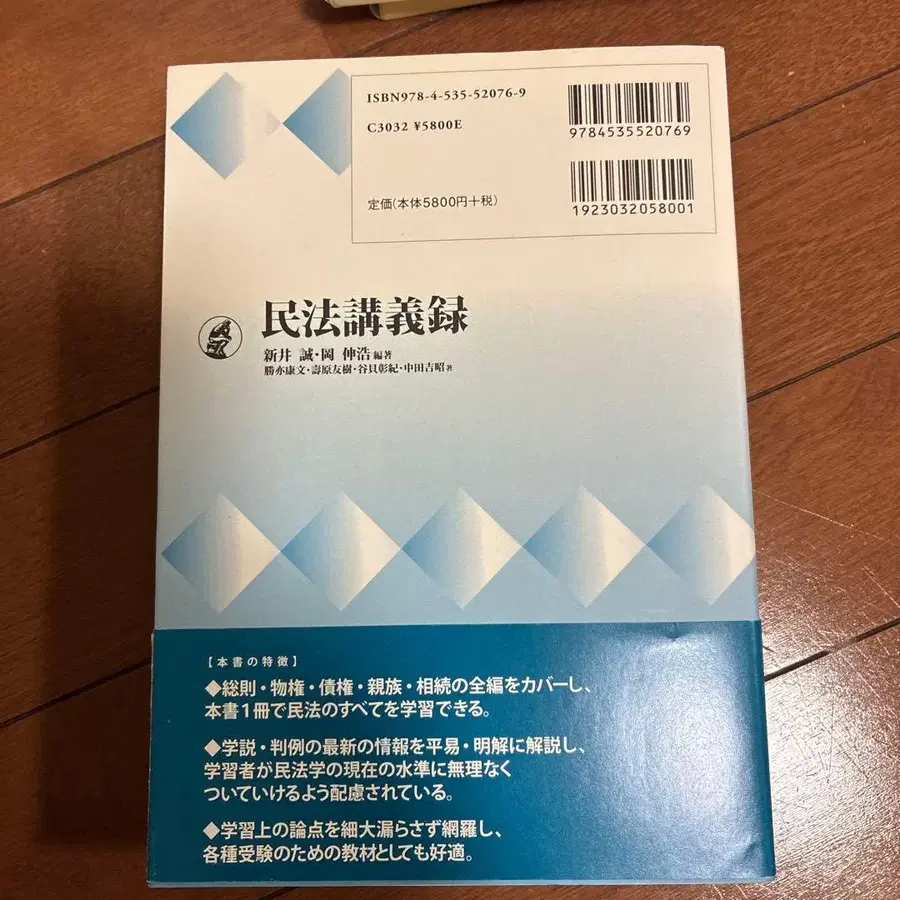 ISBN978-4-535-52076-9
C3032 ¥5800E
定価(本体5800円+税)
9784535520769
1923032058001
民法講義録
新井 誠・岡 伸浩 編著
勝亦康文・壽原友樹・谷貝彰紀・中田吉昭 著
【本書の特徴】
◆総則・物権・債権・親族・相続の全編をカバーし、
本書1冊で民法のすべてを学習できる。
◆学説・判例の最新の情報を平易・明解に解説し、
学習者が民法学の現在の水準に無理なく
ついていけるよう配慮されている。
◆学習上の論点を細大漏らさず網羅し、
各種受験のための教材としても好適。